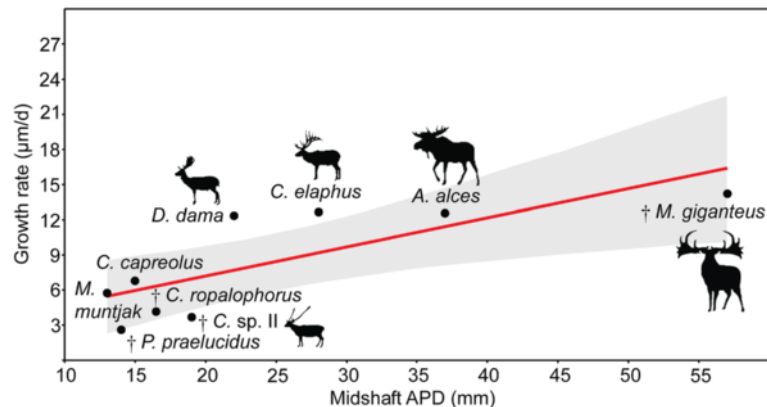 27
24
21
18
15
12
9
6
3
Growth rate (µm/d)
D. dama
C. elaphus
A. alces
† M. giganteus
C. capreolus
M.
muntjak
† C. ropalophorus
† C. sp. II
† P. praelucidus
10 15 20 25 30 35 40 45 50 55
Midshaft APD (mm)